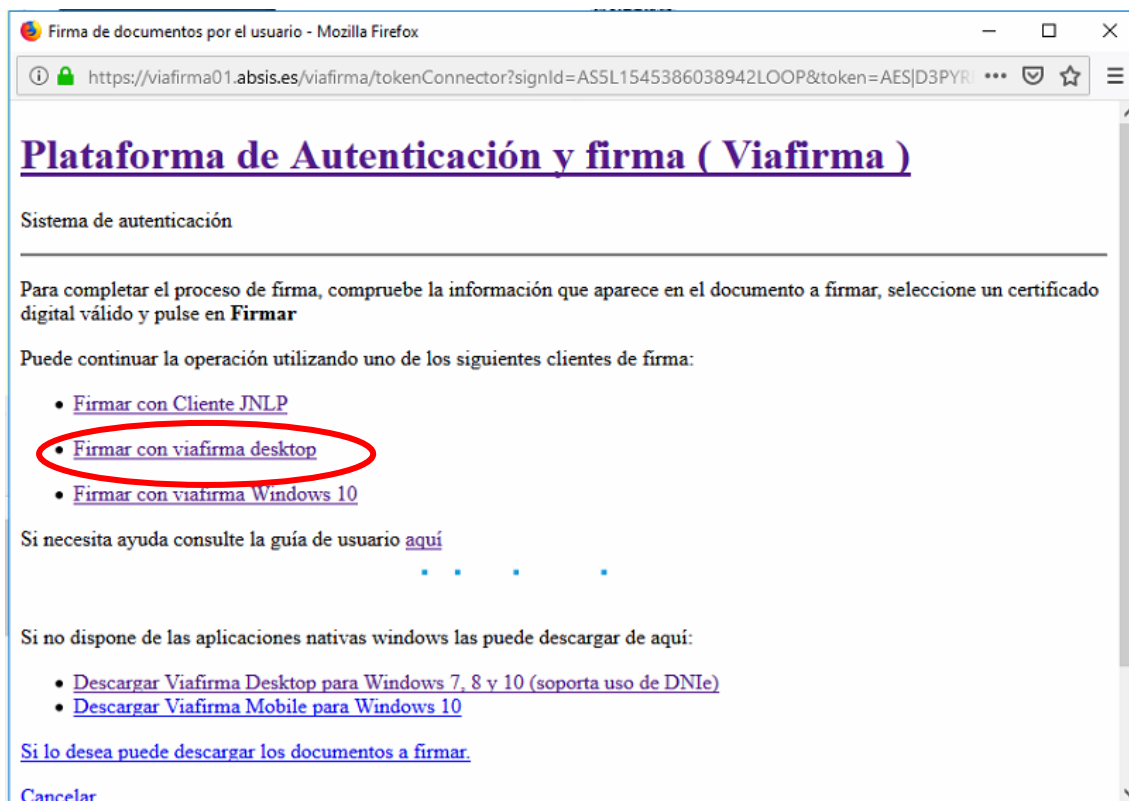 Firma de documentos por el usuario - Mozilla Firefox
https://viafirma01.absis.es/viafirma/tokenConnector?signId=AS5L1545386038942LOOP&token=AES|D3PYR
Plataforma de Autenticación y firma ( Viafirma )
Sistema de autenticación
Para completar el proceso de firma, compruebe la información que aparece en el documento a firmar, seleccione un certificado
digital válido y pulse en Firmar
Puede continuar la operación utilizando uno de los siguientes clientes de firma:
• Firmar con Cliente JNLP
• Firmar con viafirma desktop
• Firmar con viafirma Windows 10
Si necesita ayuda consulte la guía de usuario aquí
Si no dispone de las aplicaciones nativas windows las puede descargar de aquí:
• Descargar Viafirma Desktop para Windows 7, 8 y 10 (soporta uso de DNIe)
• Descargar Viafirma Mobile para Windows 10
Si lo desea puede descargar los documentos a firmar.
Cancelar